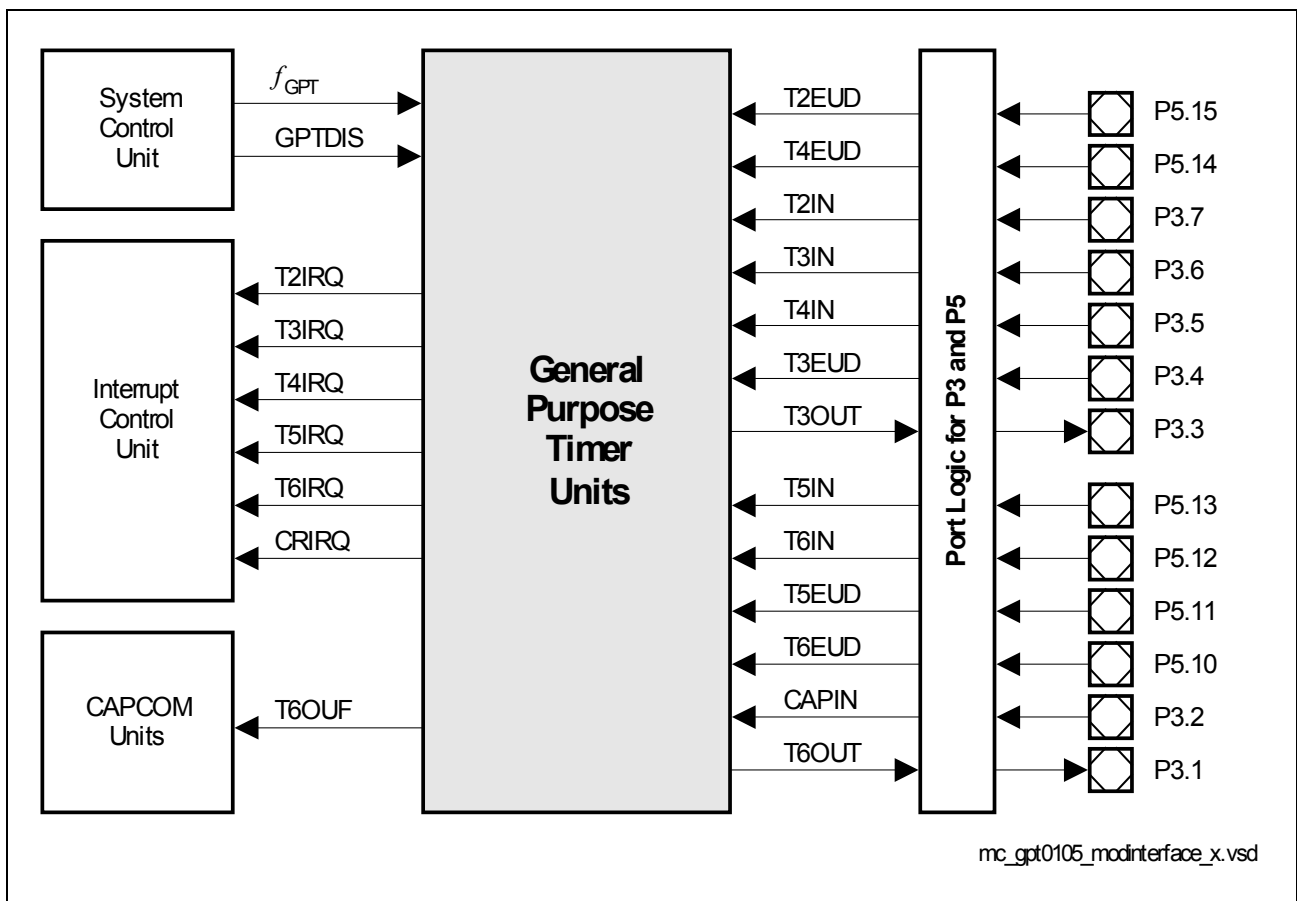 System
Control
Unit
fGPT
GPTDIS
Interrupt
Control
Unit
T2IRQ
T3IRQ
T4IRQ
T5IRQ
T6IRQ
CRIRQ
CAPCOM
Units
T6OUF
General
Purpose
Timer
Units
T2EUD
T4EUD
T2IN
T3IN
T4IN
T3EUD
T3OUT
T5IN
T6IN
T5EUD
T6EUD
CAPIN
T6OUT
Port Logic for P3 and P5
P5.15
P5.14
P3.7
P3.6
P3.5
P3.4
P3.3
P5.13
P5.12
P5.11
P5.10
P3.2
P3.1
mc_gpt0105_modinterface_x.vsd